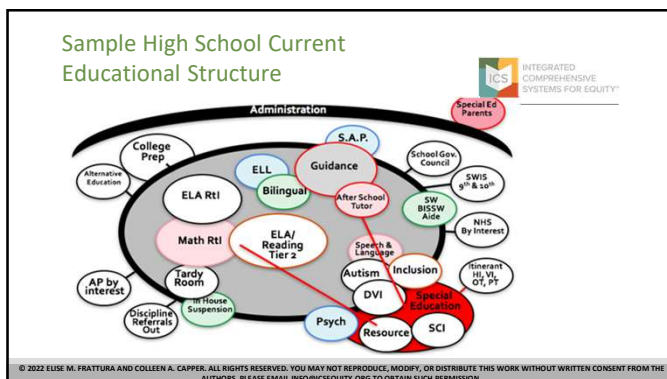 Sample High School Current
Educational Structure
ICS
INTEGRATED
COMPREHENSIVE
SYSTEMS FOR EQUITY
Administration
Special Ed
Parents
College
Prep
S.A.P.
Alternative
Education
ELL
Guidance
School Gov.
Council
Bilingual
SWIS
9th & 10th
ELA RtI
After School
Tutor
SW
BISSW
Aide
Math RtI
ELA/
Reading
Tier 2
NHS
By Interest
Speech &
Language
Autism
Inclusion
Itinerant
HI, VI,
OT, PT
AP by
interest
Tardy
Room
DVI
Special
Education
In House
Suspension
Discipline
Referrals
Out
Psych
Resource
SCI
© 2022 ELISE M. FRATTURA AND COLLEEN A. CAPPER. ALL RIGHTS RESERVED. YOU MAY NOT REPRODUCE, MODIFY, OR DISTRIBUTE THIS WORK WITHOUT WRITTEN CONSENT FROM THE
AUTHORS. PLEASE EMAIL INFO@ICSEQUITY.ORG TO OBTAIN SUCH PERMISSION